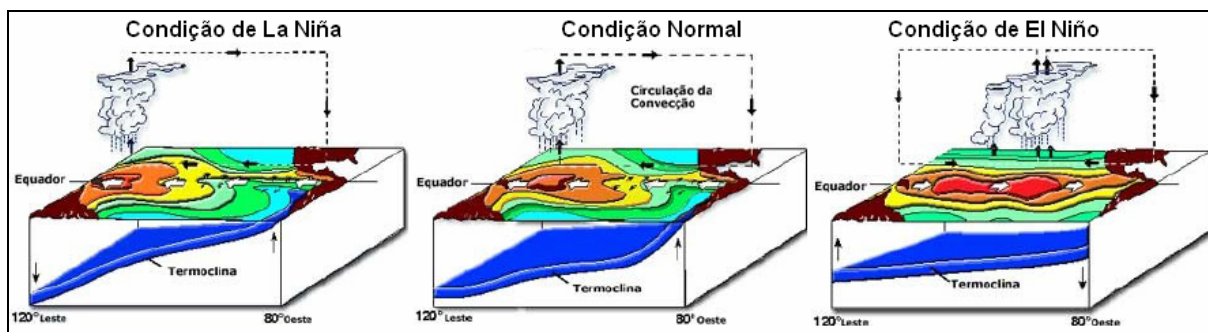 Condição de La Niña
Equador
Termoclina
120° Leste
80° Oeste
Condição Normal
Circulação da
Convecção
Equador
Termoclina
120° Leste
80° Oeste
Condição de El Niño
Equador
Termoclina
120° Leste
80° Oeste